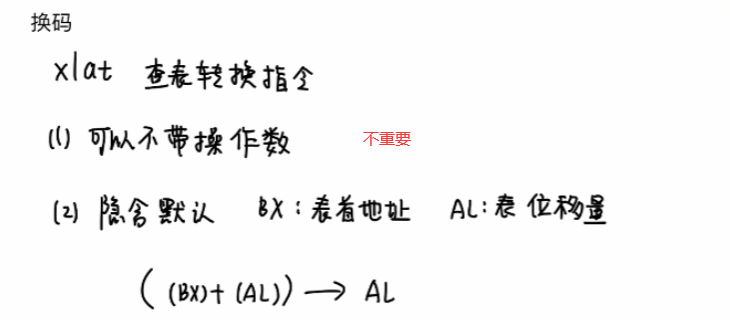 换码
xlat 查表转换指令
(1) 可以不带操作数 不重要
(2) 隐含默认 BX：表首地址 AL：表位移量
((BX)+(AL)) → AL